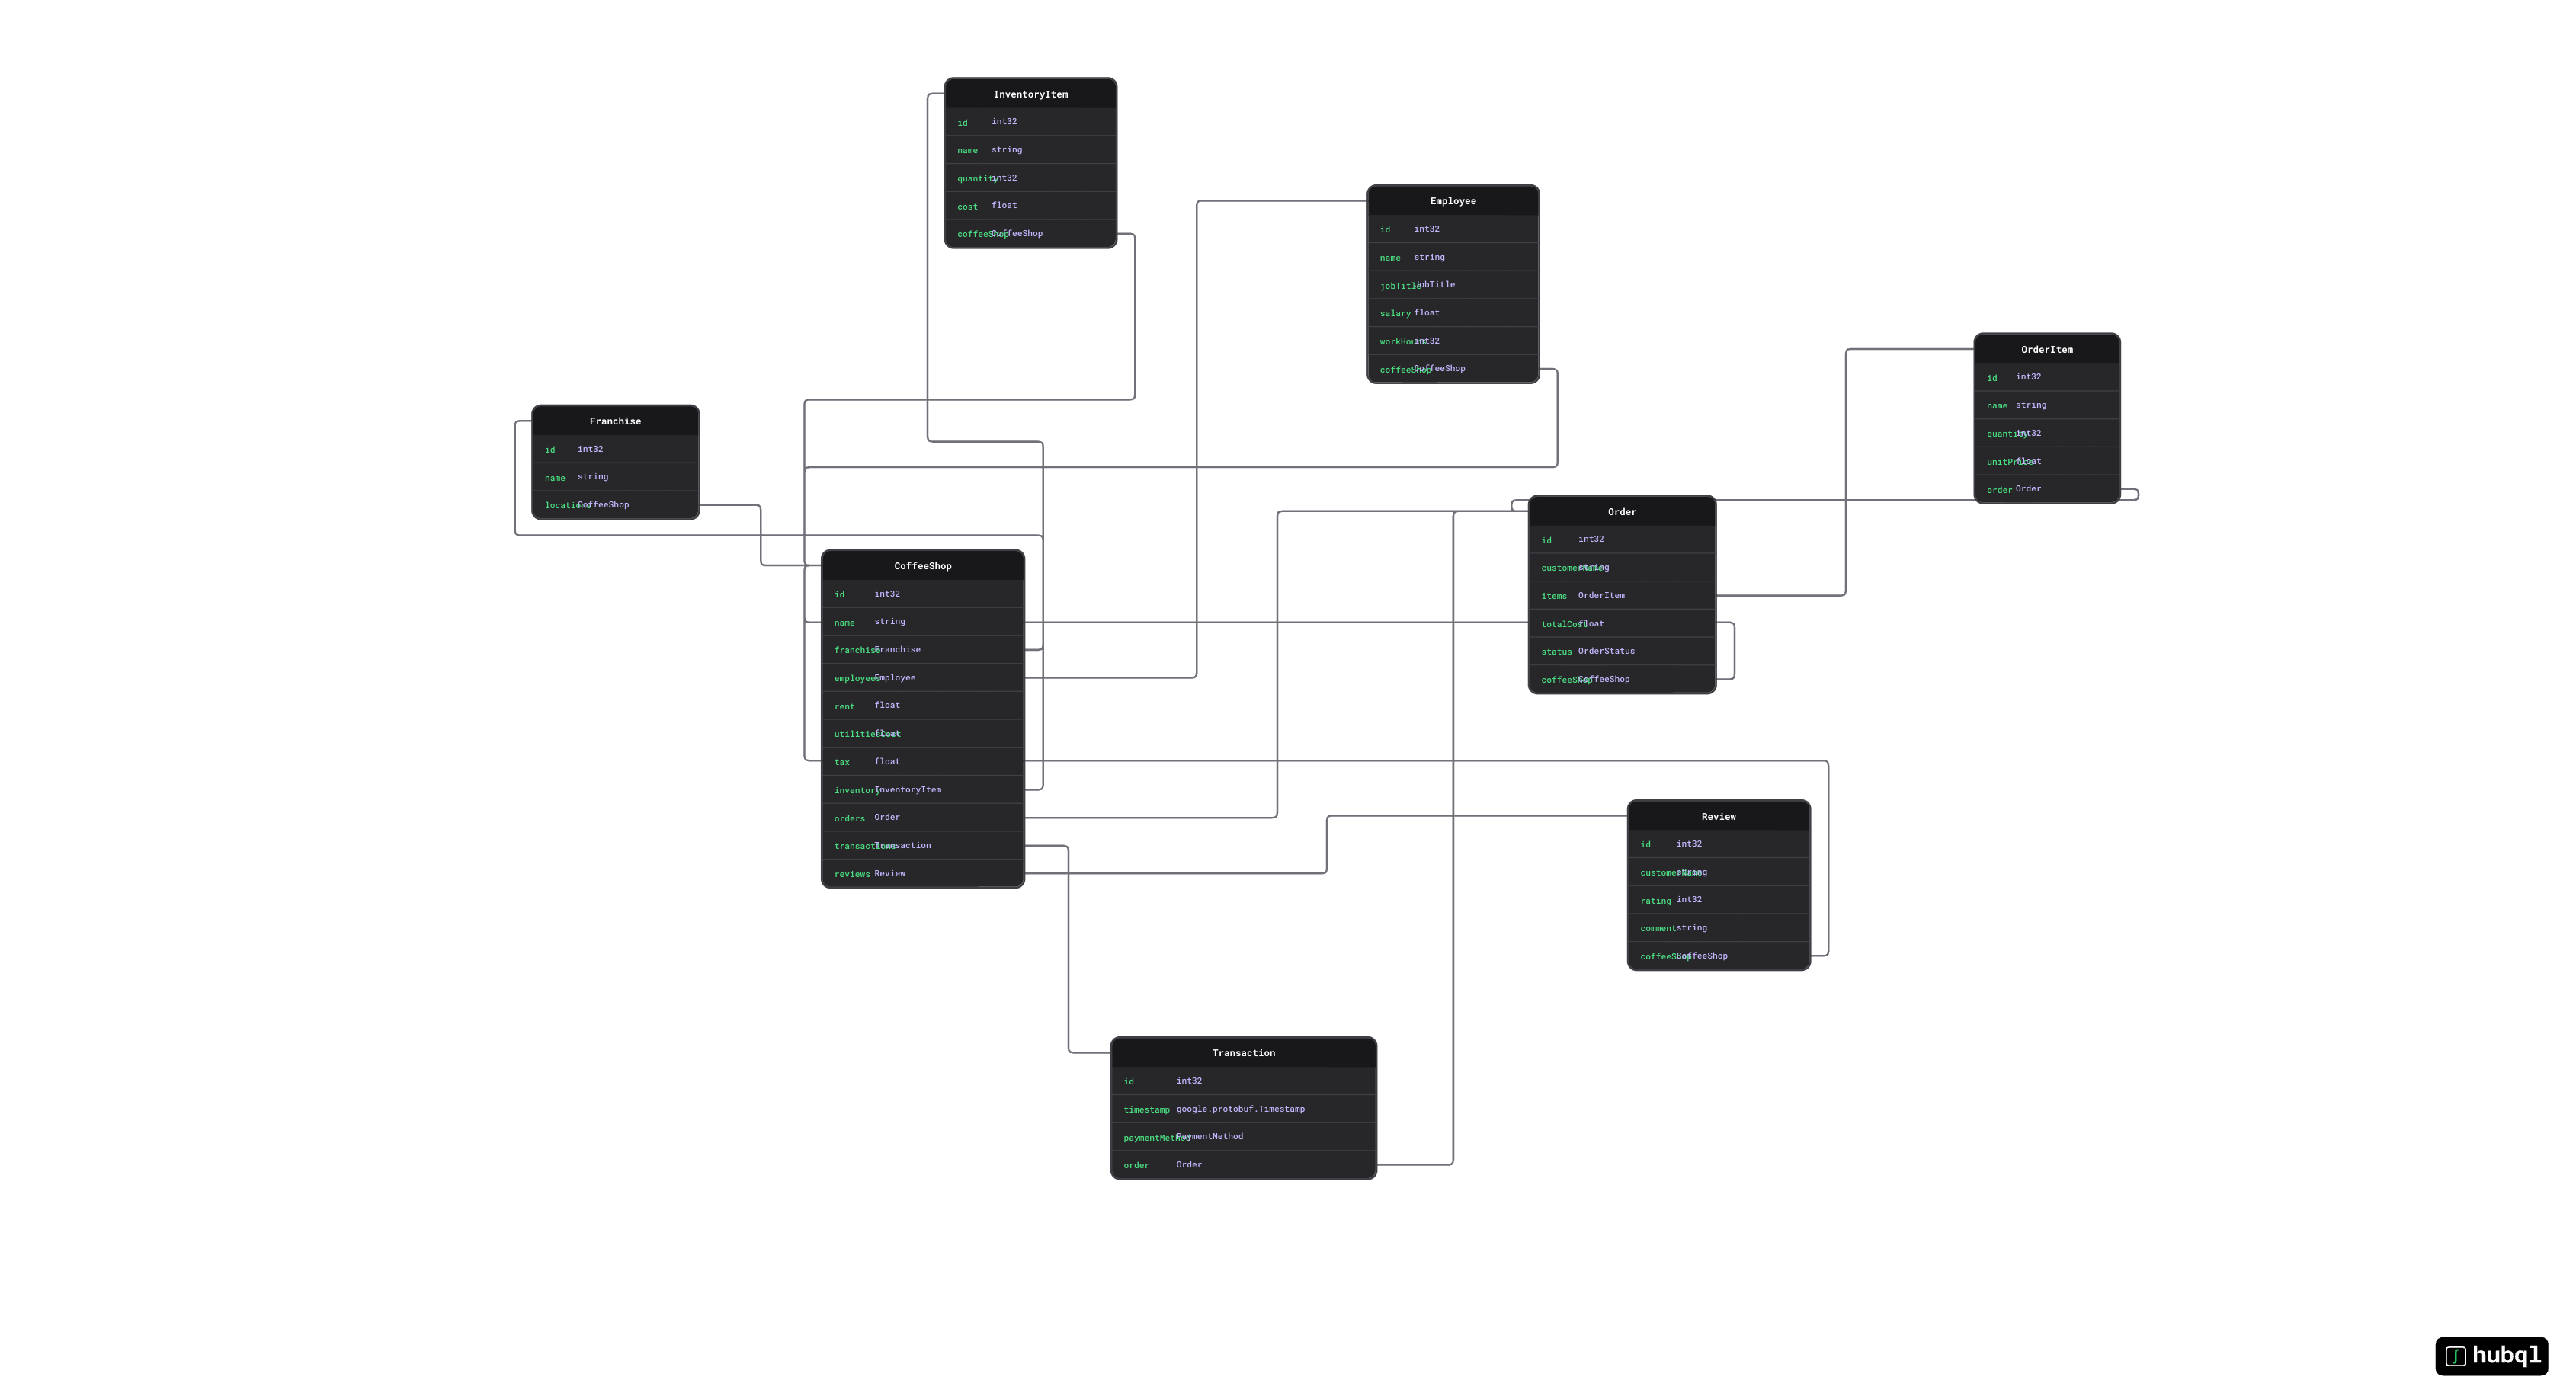 InventoryItem
id int32
name string
quantity int32
cost float
coffeeShop CoffeeShop
Employee
id int32
name string
jobTitle JobTitle
salary float
workHours int32
coffeeShop CoffeeShop
OrderItem
id int32
name string
quantity int32
unitPrice float
order Order
Franchise
id int32
name string
locations CoffeeShop
Order
id int32
customerName string
items OrderItem
totalCost float
status OrderStatus
coffeeShop CoffeeShop
CoffeeShop
id int32
name string
franchise Franchise
employees Employee
rent float
utilitiesCost float
tax float
inventory InventoryItem
orders Order
transactions Transaction
reviews Review
Review
id int32
customerName string
rating int32
comment string
coffeeShop CoffeeShop
Transaction
id int32
timestamp google.protobuf.Timestamp
paymentMethod PaymentMethod
order Order
hubql